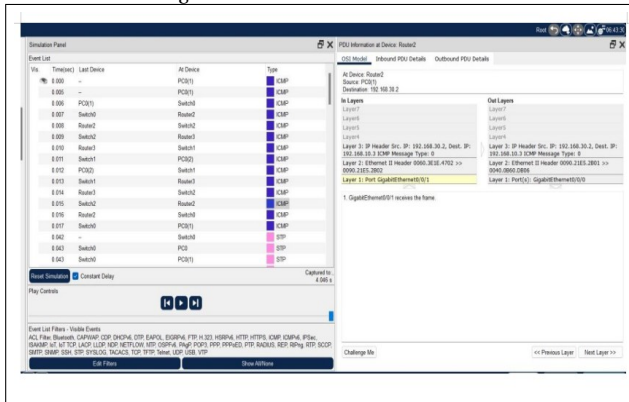 Root 06:43:30
Simulation Panel
Event List
Vis. Time(sec) Last Device At Device Type
0.000 -- PC0(1) ICMP
0.005 -- PC0(1) ICMP
0.006 PC0(1) Switch0 ICMP
0.007 Switch0 Router2 ICMP
0.008 Router2 Switch2 ICMP
0.009 Switch2 Router3 ICMP
0.010 Router3 Switch1 ICMP
0.011 Switch1 PC0(2) ICMP
0.012 PC0(2) Switch1 ICMP
0.013 Switch1 Router3 ICMP
0.014 Router3 Switch2 ICMP
0.015 Switch2 Router2 ICMP
0.016 Router2 Switch0 ICMP
0.017 Switch0 PC0(1) ICMP
0.042 -- Switch0 STP
0.043 Switch0 PC0 STP
0.043 Switch0 PC0(1) STP
Reset Simulation Constant Delay Captured to:
4.046 s
Play Controls
Event List Filters - Visible Events
ACL Filter, Bluetooth, CAPWAP, CDP, DHCPv6, DTP, EAPOL, EIGRPv6, FTP, H.323, HSRPv6, HTTP, HTTPS, ICMP, ICMPv6, IPSec,
ISAKMP, IoT, IoT TCP, LACP, LLDP, NDP, NETFLOW, NTP, OSPFv6, PAgP, POP3, PPP, PPPoED, PTP, RADIUS, REP, RIPng, RTP, SCCP,
SMTP, SNMP, SSH, STP, SYSLOG, TACACS, TCP, TFTP, Telnet, UDP, USB, VTP
Edit Filters Show All/None
PDU Information at Device: Router2
OSI Model Inbound PDU Details Outbound PDU Details
At Device: Router2
Source: PC0(1)
Destination: 192.168.30.2
In Layers Out Layers
Layer7 Layer7
Layer6 Layer6
Layer5 Layer5
Layer4 Layer4
Layer 3: IP Header Src. IP: 192.168.30.2, Dest. IP: Layer 3: IP Header Src. IP: 192.168.30.2, Dest. IP:
192.168.10.3 ICMP Message Type: 0 192.168.10.3 ICMP Message Type: 0
Layer 2: Ethernet II Header 0060.3E1E.4702 >> Layer 2: Ethernet II Header 0090.21E5.2B01 >>
0090.21E5.2B02 0040.0B60.DB06
Layer 1: Port GigabitEthernet0/0/1 Layer 1: Port(s): GigabitEthernet0/0/0
1. GigabitEthernet0/0/1 receives the frame.
Challenge Me << Previous Layer Next Layer >>